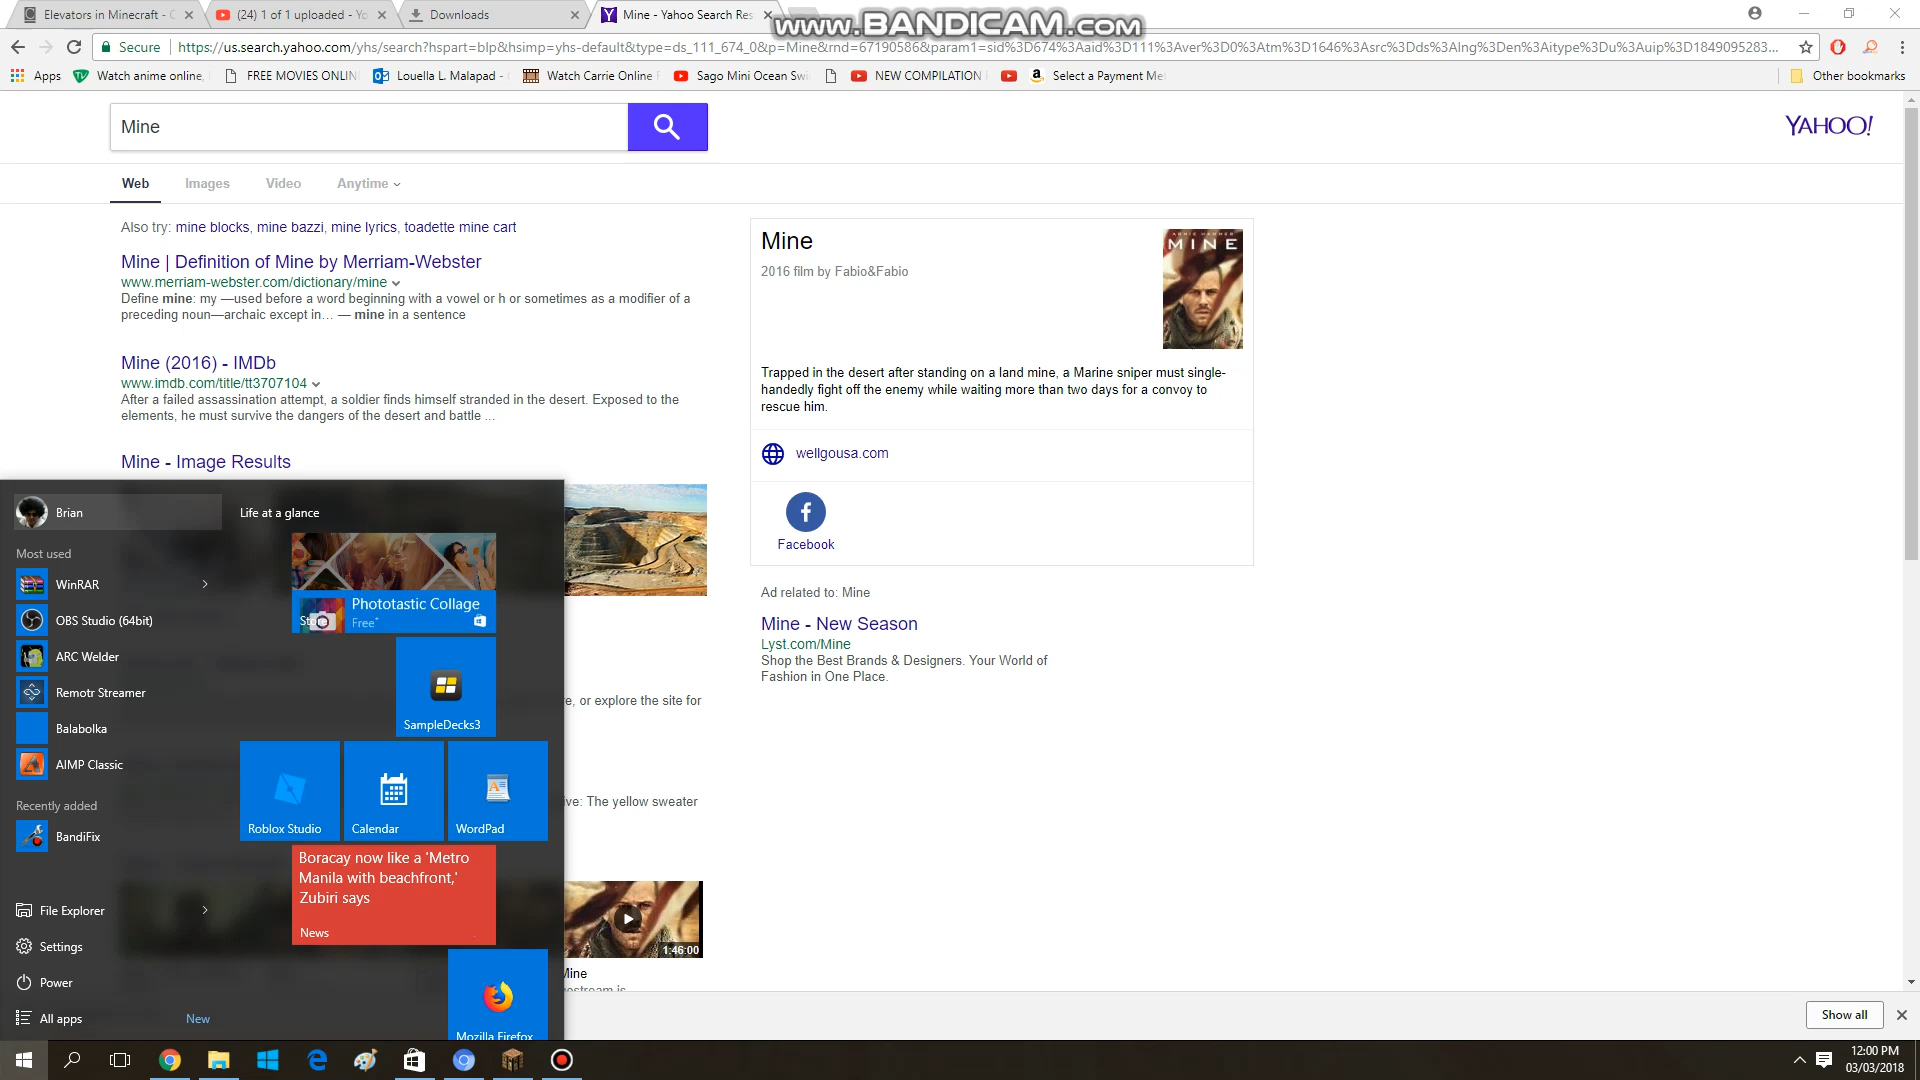 Elevators in Minecraft - C
(24) 1 of 1 uploaded - Yo
Downloads
Mine - Yahoo Search Res
www.BANDICAM.com
Secure
https://us.search.yahoo.com/yhs/search?hspart=blp&hsimp=yhs-default&type=ds_111_674_0&p=Mine&rnd=67190586&param1=sid%3D674%3Aaid%3D111%3Aver%3D0%3Atm%3D1646%3Asrc%3Dds%3Alng%3Den%3Aitype%3Du%3Auip%3D1849095283...
Apps
Watch anime online,
FREE MOVIES ONLIN
Louella L. Malapad -
Watch Carrie Online F
Sago Mini Ocean Swi
NEW COMPILATION
Select a Payment Met
Other bookmarks
Mine
YAHOO!
Web
Images
Video
Anytime
Also try: mine blocks, mine bazzi, mine lyrics, toadette mine cart
Mine | Definition of Mine by Merriam-Webster
www.merriam-webster.com/dictionary/mine
Define mine: my —used before a word beginning with a vowel or h or sometimes as a modifier of a
preceding noun—archaic except in… — mine in a sentence
Mine (2016) - IMDb
www.imdb.com/title/tt3707104
After a failed assassination attempt, a soldier finds himself stranded in the desert. Exposed to the
elements, he must survive the dangers of the desert and battle ...
Mine - Image Results
Mine
2016 film by Fabio&Fabio
ARMIE HAMMER
MINE
Trapped in the desert after standing on a land mine, a Marine sniper must single-
handedly fight off the enemy while waiting more than two days for a convoy to
rescue him.
wellgousa.com
Facebook
Ad related to: Mine
Mine - New Season
Lyst.com/Mine
Shop the Best Brands & Designers. Your World of
Fashion in One Place.
re, or explore the site for
ive: The yellow sweater
1:46:00
Mine
Brian
Most used
WinRAR
OBS Studio (64bit)
ARC Welder
Remotr Streamer
Balabolka
AIMP Classic
Recently added
BandiFix
File Explorer
Settings
Power
All apps
New
Life at a glance
Phototastic Collage
Free*
Store
SampleDecks3
Roblox Studio
Calendar
WordPad
Boracay now like a 'Metro
Manila with beachfront,'
Zubiri says
News
Mozilla Firefox
Show all
12:00 PM
03/03/2018